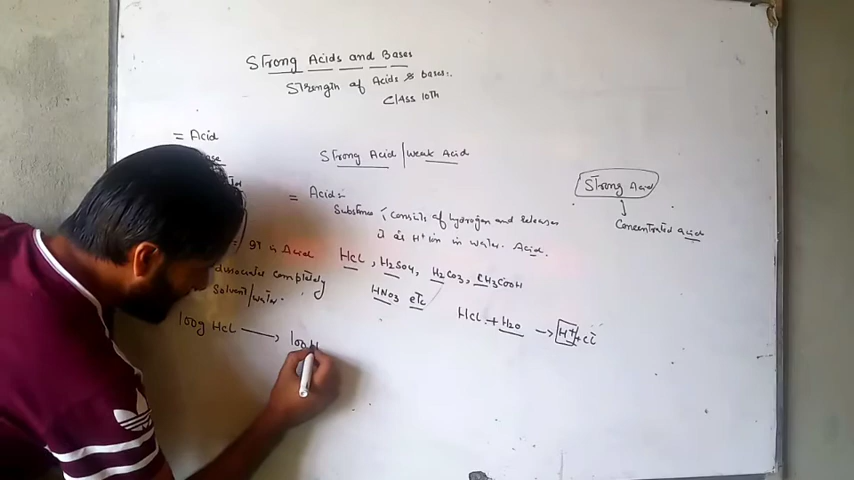 Strong Acids and Bases
Strength of Acids & bases:.
Class 10th
= Acid
Strong Acid | Weak Acid
Strong Acid
Concentrated acid
= Acid:-
Substance (consists of hydrogen and releases
it as H+ ion in water. Acid.
Acid
HCl, H2SO4, H2CO3, CH3COOH
HNO3 etc
dissociates completely
Solvent/water.
HCl + H2O → H+ + Cl-
100g HCl → 100 H